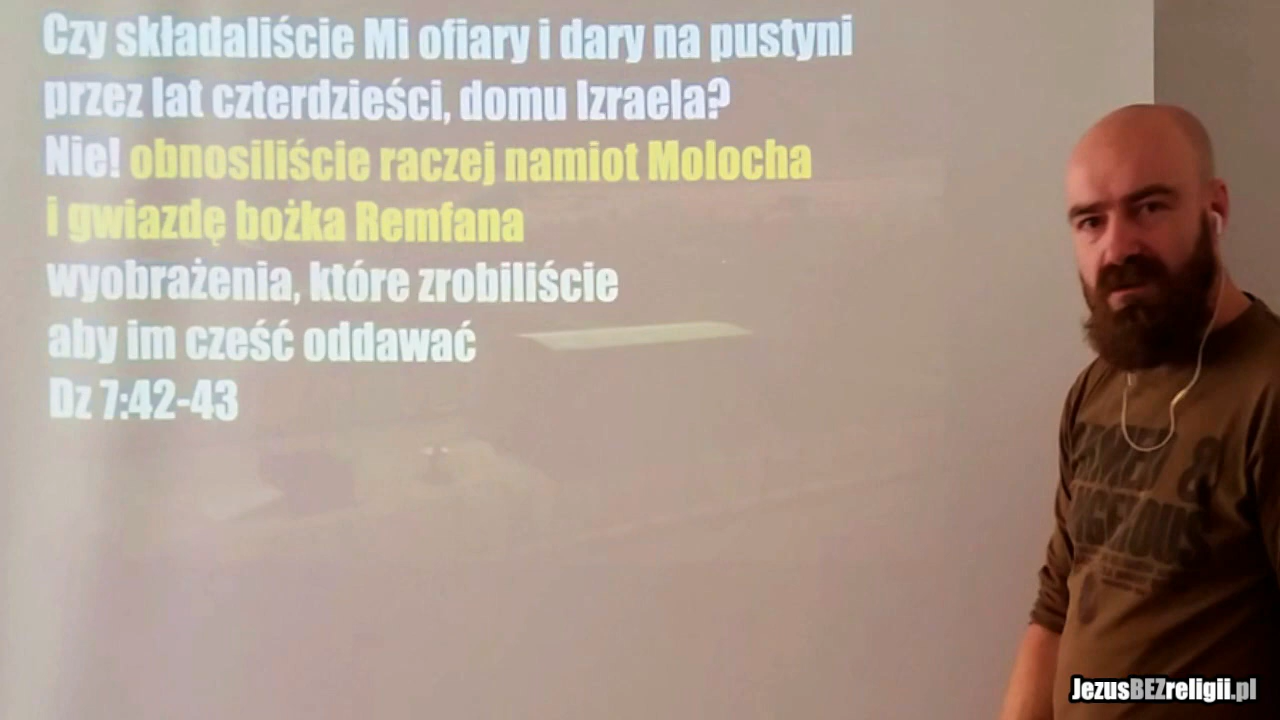 Czy składaliście Mi ofiary i dary na pustyni
przez lat czterdzieści, domu Izraela?
Nie! obnosiliście raczej namiot Molocha
i gwiazdę bożka Remfana
wyobrażenia, które zrobiliście
aby im cześć oddawać
Dz 7:42-43
&
JezusBEZreligii.pl